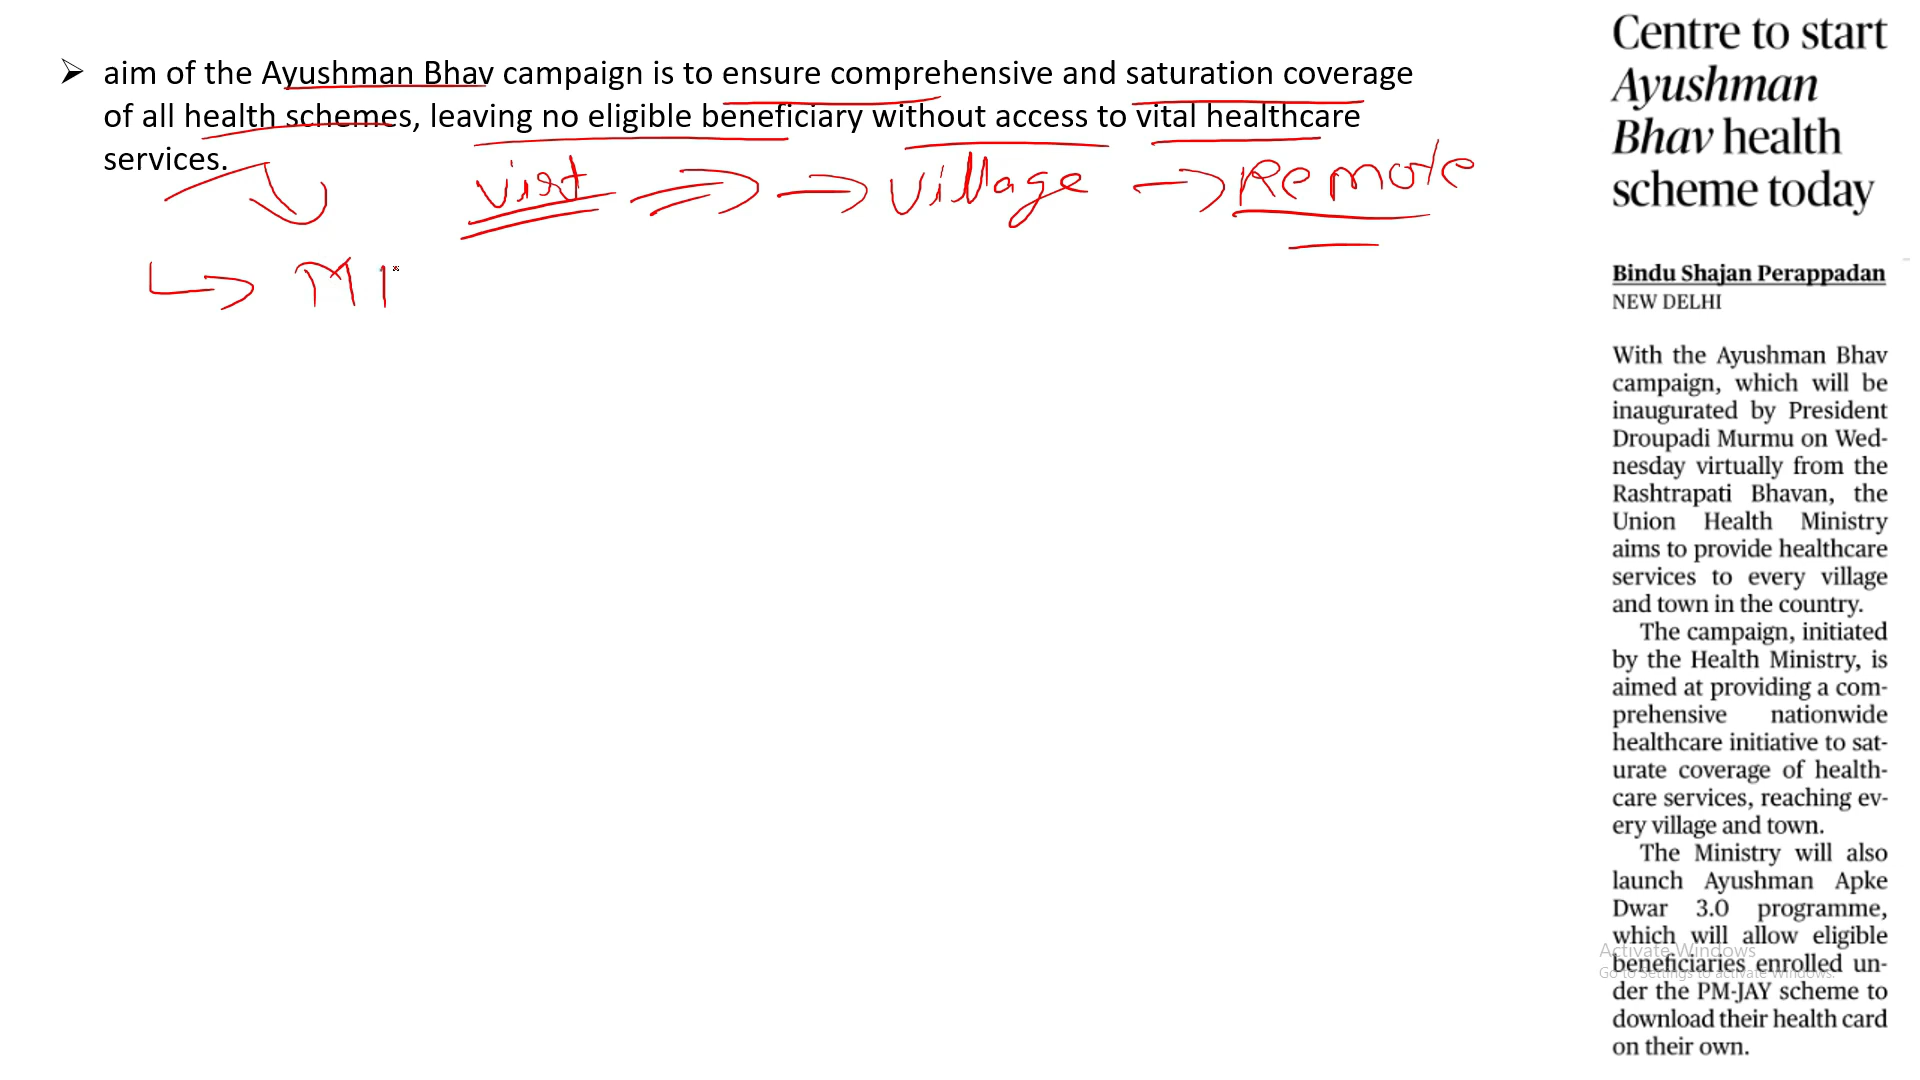 ➢ aim of the Ayushman Bhav campaign is to ensure comprehensive and saturation coverage
of all health schemes, leaving no eligible beneficiary without access to vital healthcare
services.
Village Remote
Centre to start
Ayushman
Bhav health
scheme today
Bindu Shajan Perappadan
NEW DELHI
With the Ayushman Bhav
campaign, which will be
inaugurated by President
Droupadi Murmu on Wed-
nesday virtually from the
Rashtrapati Bhavan, the
Union Health Ministry
aims to provide healthcare
services to every village
and town in the country.
The campaign, initiated
by the Health Ministry, is
aimed at providing a com-
prehensive nationwide
healthcare initiative to sat-
urate coverage of health-
care services, reaching ev-
ery village and town.
The Ministry will also
launch Ayushman Apke
Dwar 3.0 programme,
which will allow eligible
beneficiaries enrolled un-
der the PM-JAY scheme to
download their health card
on their own.
Activate Windows
Go to Settings to activate Windows.